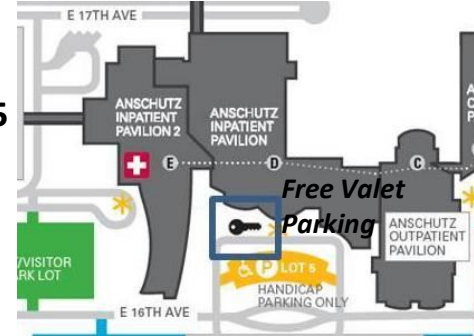 E 17TH AVE
5
ANSCHUTZ
INPATIENT
PAVILION 2
ANSCHUTZ
INPATIENT
PAVILION
E
D
C
Free Valet
Parking
ANSCHUTZ
OUTPATIENT
PAVILION
/VISITOR
RK LOT
P LOT 5
HANDICAP
PARKING ONLY
E 16TH AVE